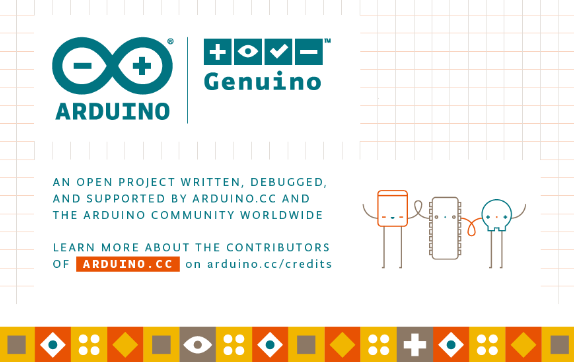 ARDUINO ®
Genuino ™
AN OPEN PROJECT WRITTEN, DEBUGGED,
AND SUPPORTED BY ARDUINO.CC AND
THE ARDUINO COMMUNITY WORLDWIDE
LEARN MORE ABOUT THE CONTRIBUTORS
OF ARDUINO.CC on arduino.cc/credits